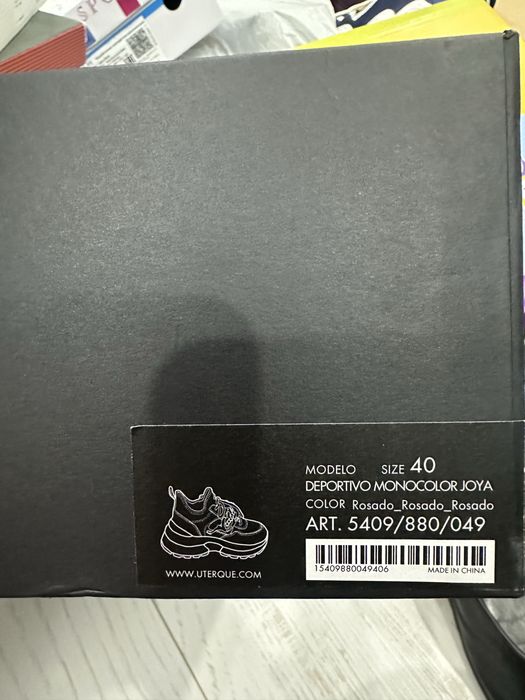 SP
MODELO SIZE 40
DEPORTIVO MONOCOLOR JOYA
COLOR Rosado_Rosado_Rosado
ART. 5409/880/049
15409880049406 MADE IN CHINA
WWW.UTERQUE.COM